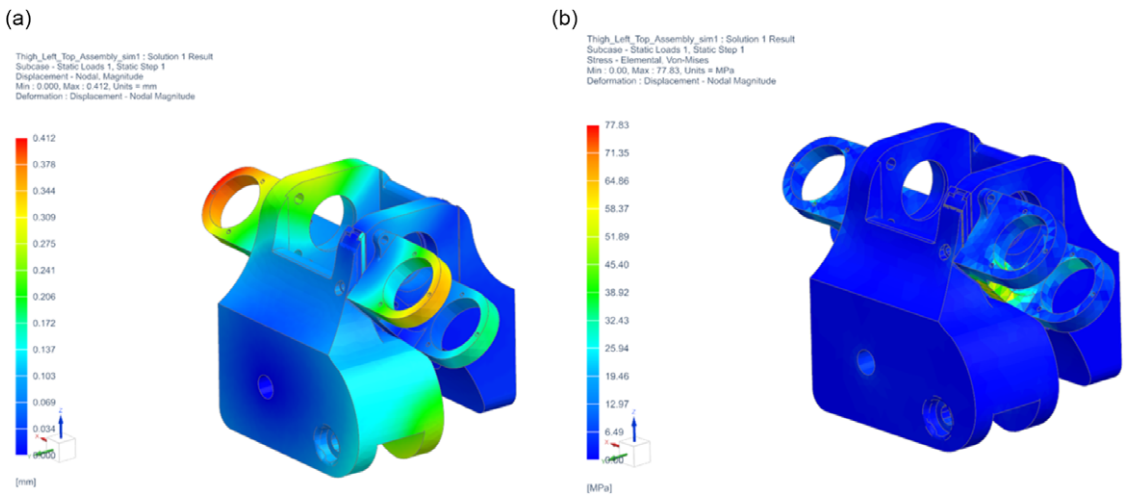 (a)
Thigh_Left_Top_Assembly_sim1 : Solution 1 Result
Subcase - Static Loads 1, Static Step 1
Displacement - Nodal, Magnitude
Min : 0.000, Max : 0.412, Units = mm
Deformation : Displacement - Nodal Magnitude
0.412
0.378
0.344
0.309
0.275
0.241
0.206
0.172
0.137
0.103
0.069
0.034
0.000
Z
X
Y
[mm]
(b)
Thigh_Left_Top_Assembly_sim1 : Solution 1 Result
Subcase - Static Loads 1, Static Step 1
Stress - Elemental, Von-Mises
Min : 0.00, Max : 77.83, Units = MPa
Deformation : Displacement - Nodal Magnitude
77.83
71.35
64.86
58.37
51.89
45.40
38.92
32.43
25.94
19.46
12.97
6.49
0.00
Z
X
Y
[MPa]